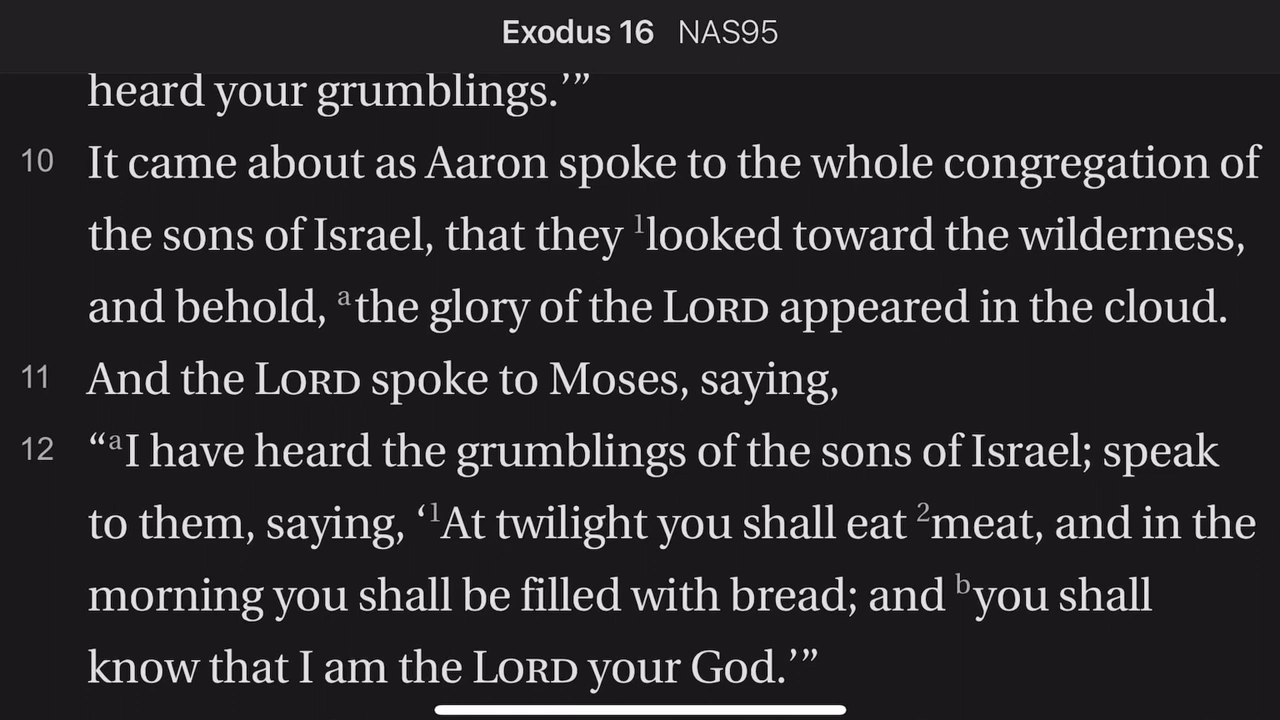 Exodus 16 NAS95
heard your grumblings.’”
10 It came about as Aaron spoke to the whole congregation of
the sons of Israel, that they 1looked toward the wilderness,
and behold, athe glory of the LORD appeared in the cloud.
11 And the LORD spoke to Moses, saying,
12 “aI have heard the grumblings of the sons of Israel; speak
to them, saying, ‘1At twilight you shall eat 2meat, and in the
morning you shall be filled with bread; and byou shall
know that I am the LORD your God.’”